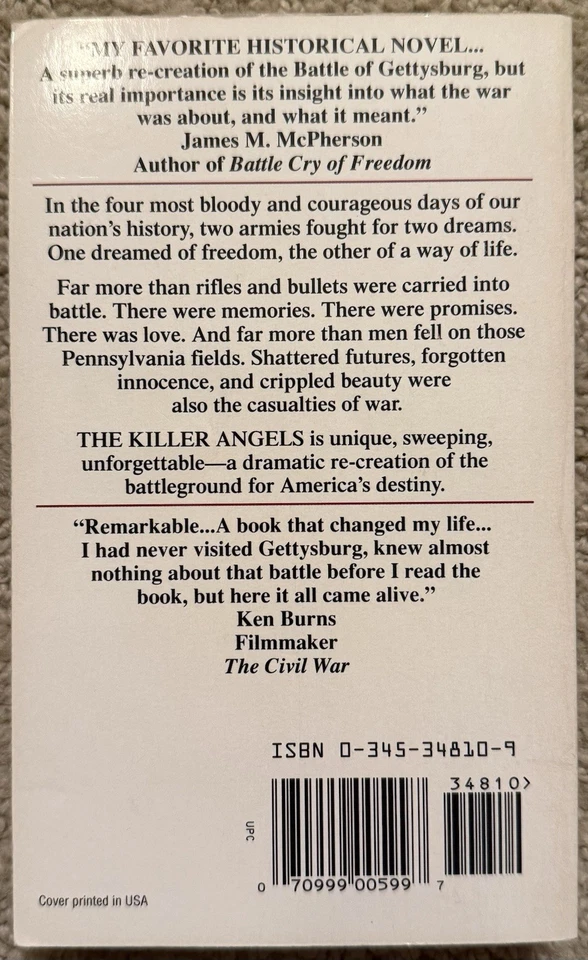 "MY FAVORITE HISTORICAL NOVEL...
A superb re-creation of the Battle of Gettysburg, but
its real importance is its insight into what the war
was about, and what it meant."
James M. McPherson
Author of Battle Cry of Freedom
In the four most bloody and courageous days of our
nation's history, two armies fought for two dreams.
One dreamed of freedom, the other of a way of life.
Far more than rifles and bullets were carried into
battle. There were memories. There were promises.
There was love. And far more than men fell on those
Pennsylvania fields. Shattered futures, forgotten
innocence, and crippled beauty were
also the casualties of war.
THE KILLER ANGELS is unique, sweeping,
unforgettable—a dramatic re-creation of the
battleground for America's destiny.
"Remarkable...A book that changed my life...
I had never visited Gettysburg, knew almost
nothing about that battle before I read the
book, but here it all came alive."
Ken Burns
Filmmaker
The Civil War
ISBN 0-345-34810-9
34810>
UPC
0 70999 00599 7
Cover printed in USA